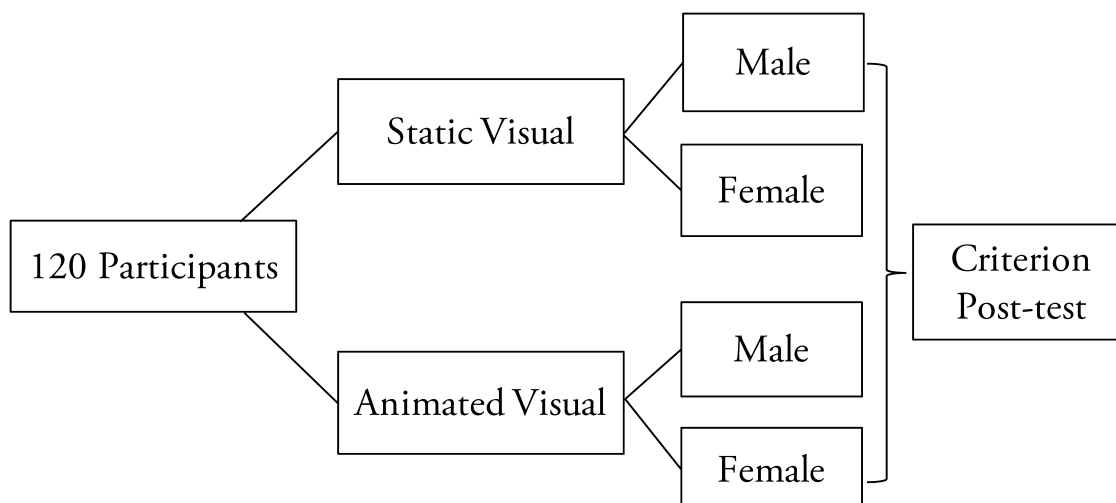 120 Participants
Static Visual
Animated Visual
Male
Female
Male
Female
Criterion
Post-test